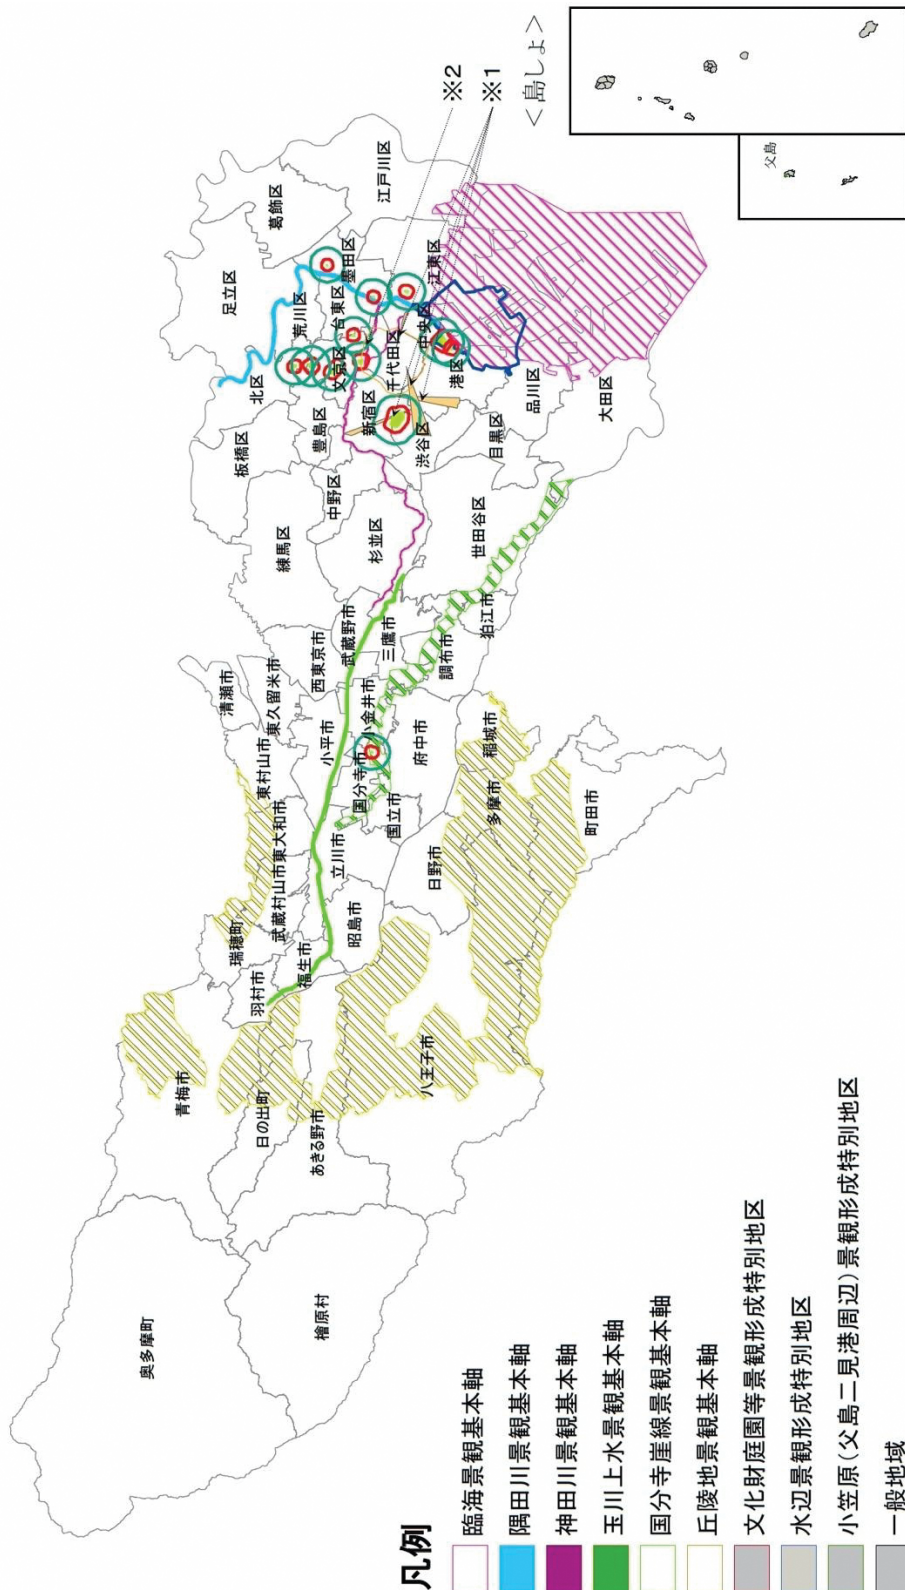 奥多摩町
檜原村
青梅市
日の出町
あきる野市
八王子市
羽村市
瑞穂町
福生市
昭島市
武蔵村山市
東大和市
立川市
東村山市
清瀬市
東久留米市
小平市
西東京市
国分寺市
小金井市
国立市
府中市
日野市
多摩市
稲城市
町田市
武蔵野市
三鷹市
調布市
狛江市
練馬区
杉並区
世田谷区
板橋区
豊島区
中野区
新宿区
渋谷区
目黒区
北区
文京区
千代田区
港区
品川区
大田区
足立区
荒川区
台東区
中央区
葛飾区
墨田区
江東区
江戸川区
※2
※1
<島しょ>
父島
凡例
臨海景観基本軸
隅田川景観基本軸
神田川景観基本軸
玉川上水景観基本軸
国分寺崖線景観基本軸
丘陵地景観基本軸
文化財庭園等景観形成特別地区
水辺景観形成特別地区
小笠原(父島二見港周辺)景観形成特別地区
一般地域